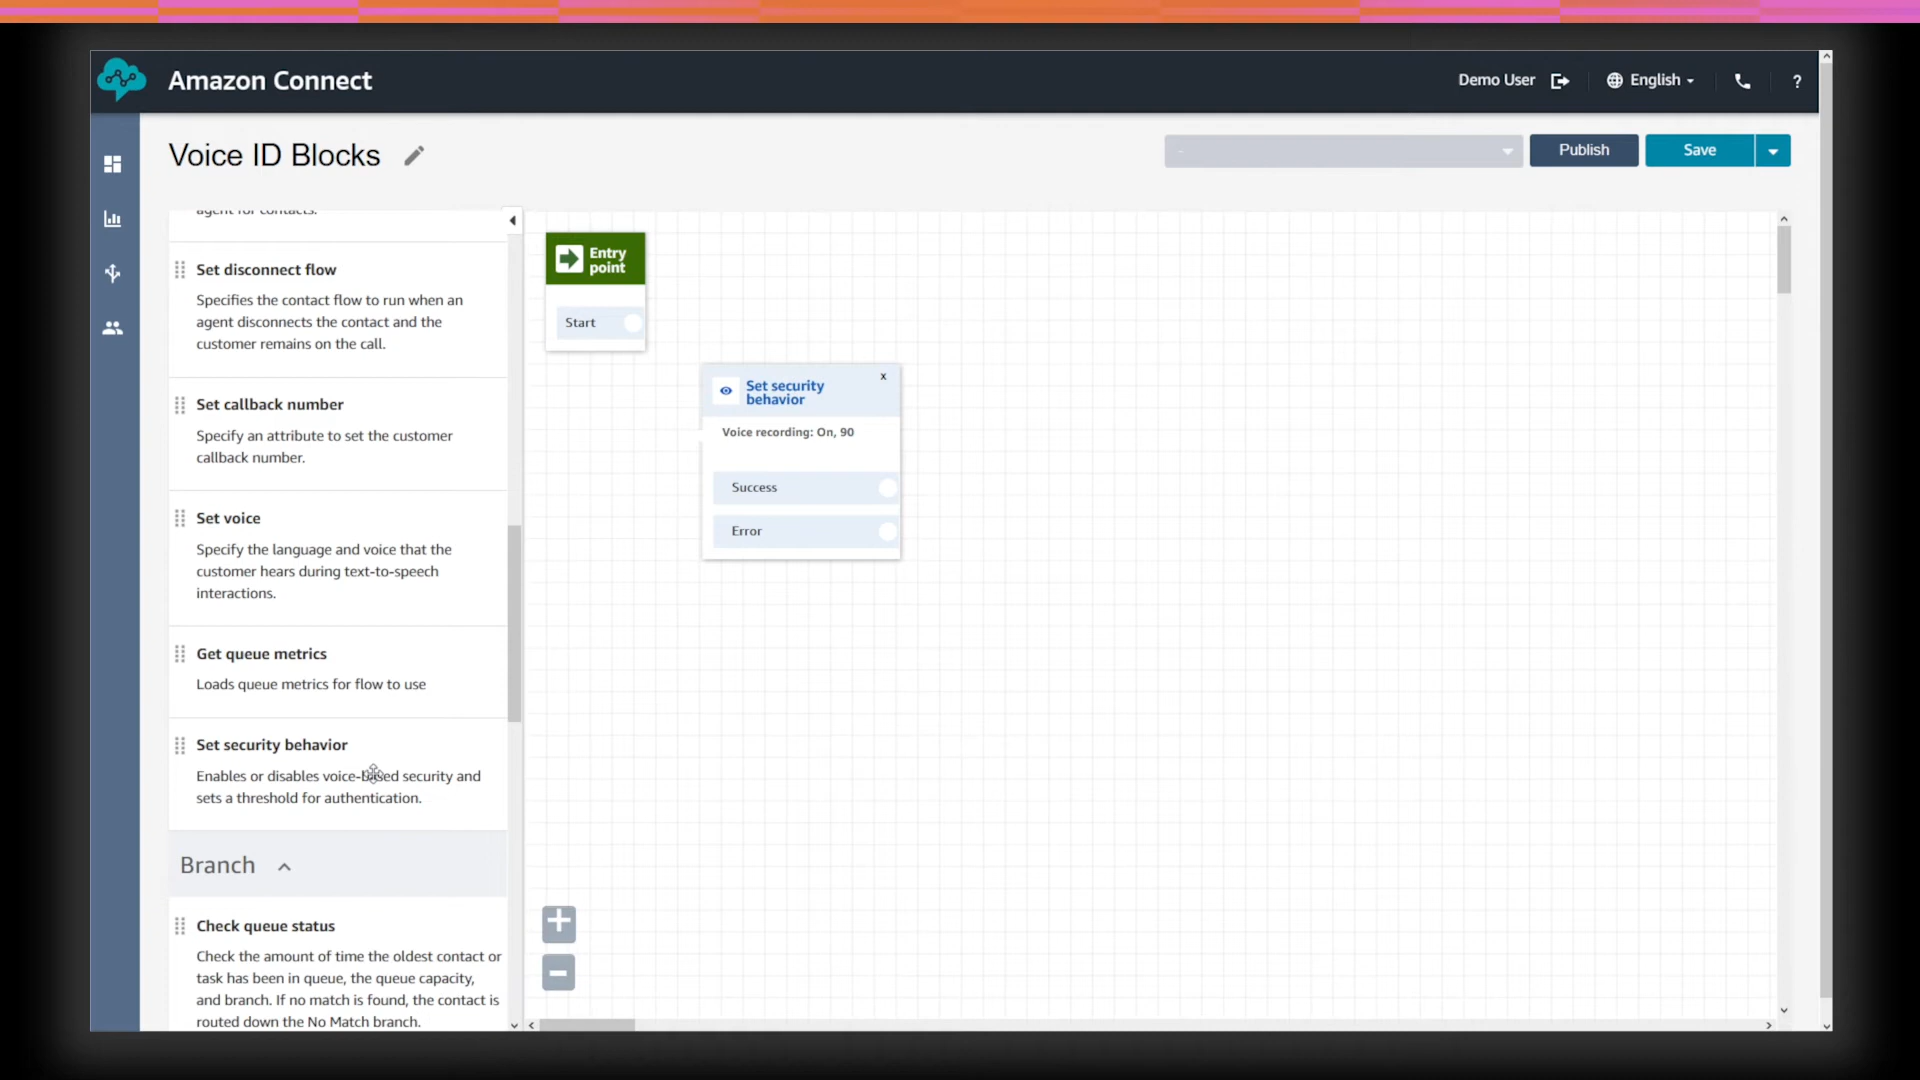 Amazon Connect
Demo User
English
?
Voice ID Blocks
Publish
Save
agent for contacts.
Set disconnect flow
Specifies the contact flow to run when an
agent disconnects the contact and the
customer remains on the call.
Set callback number
Specify an attribute to set the customer
callback number.
Set voice
Specify the language and voice that the
customer hears during text-to-speech
interactions.
Get queue metrics
Loads queue metrics for flow to use
Set security behavior
Enables or disables voice-based security and
sets a threshold for authentication.
Branch
Check queue status
Check the amount of time the oldest contact or
task has been in queue, the queue capacity,
and branch. If no match is found, the contact is
routed down the No Match branch.
Entry
point
Start
Set security
behavior
x
Voice recording: On, 90
Success
Error